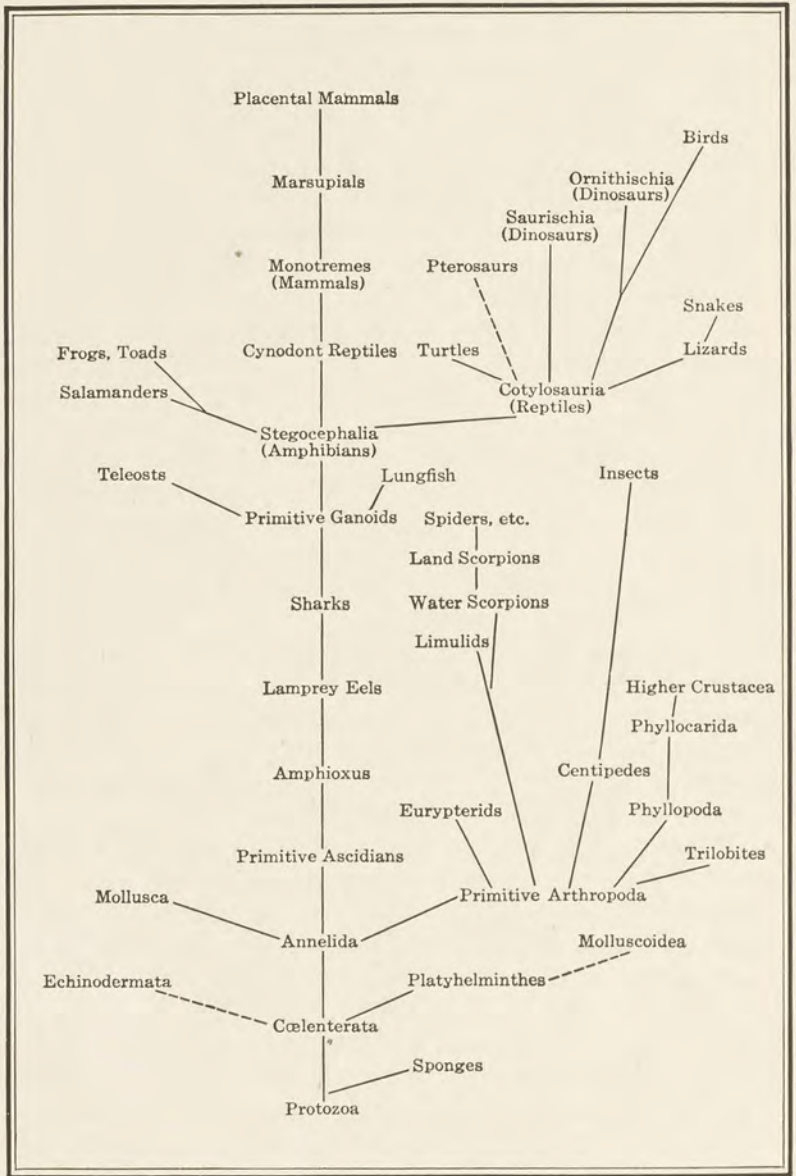 Placental Mammals
Birds
Marsupials
Ornithischia
(Dinosaurs)
Saurischia
(Dinosaurs)
Monotremes
(Mammals)
Pterosaurs
Snakes
Frogs, Toads
Cynodont Reptiles
Turtles
Lizards
Salamanders
Cotylosauria
(Reptiles)
Stegocephalia
(Amphibians)
Teleosts
Lungfish
Insects
Primitive Ganoids
Spiders, etc.
Land Scorpions
Sharks
Water Scorpions
Limulids
Lamprey Eels
Higher Crustacea
Phyllocarida
Amphioxus
Centipedes
Eurypterids
Phyllopoda
Primitive Ascidians
Trilobites
Mollusca
Primitive Arthropoda
Annelida
Molluscoidea
Echinodermata
Platyhelminthes
Cœlenterata
Sponges
Protozoa